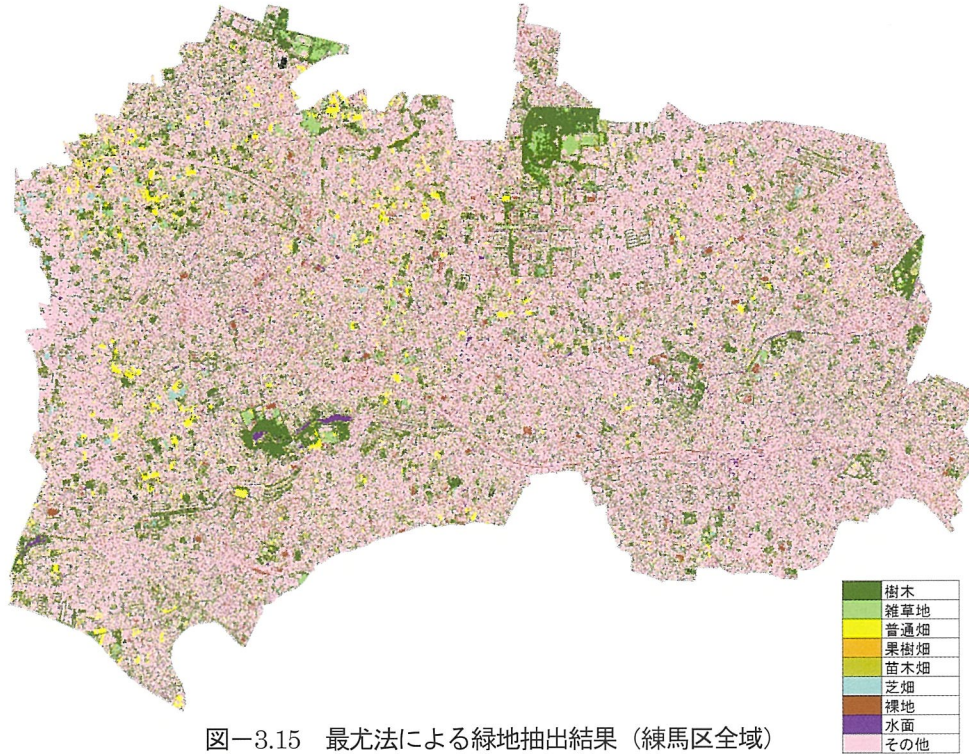 樹木
雑草地
普通畑
果樹畑
苗木畑
芝畑
裸地
水面
その他
図－3.15　最尤法による緑地抽出結果（練馬区全域）